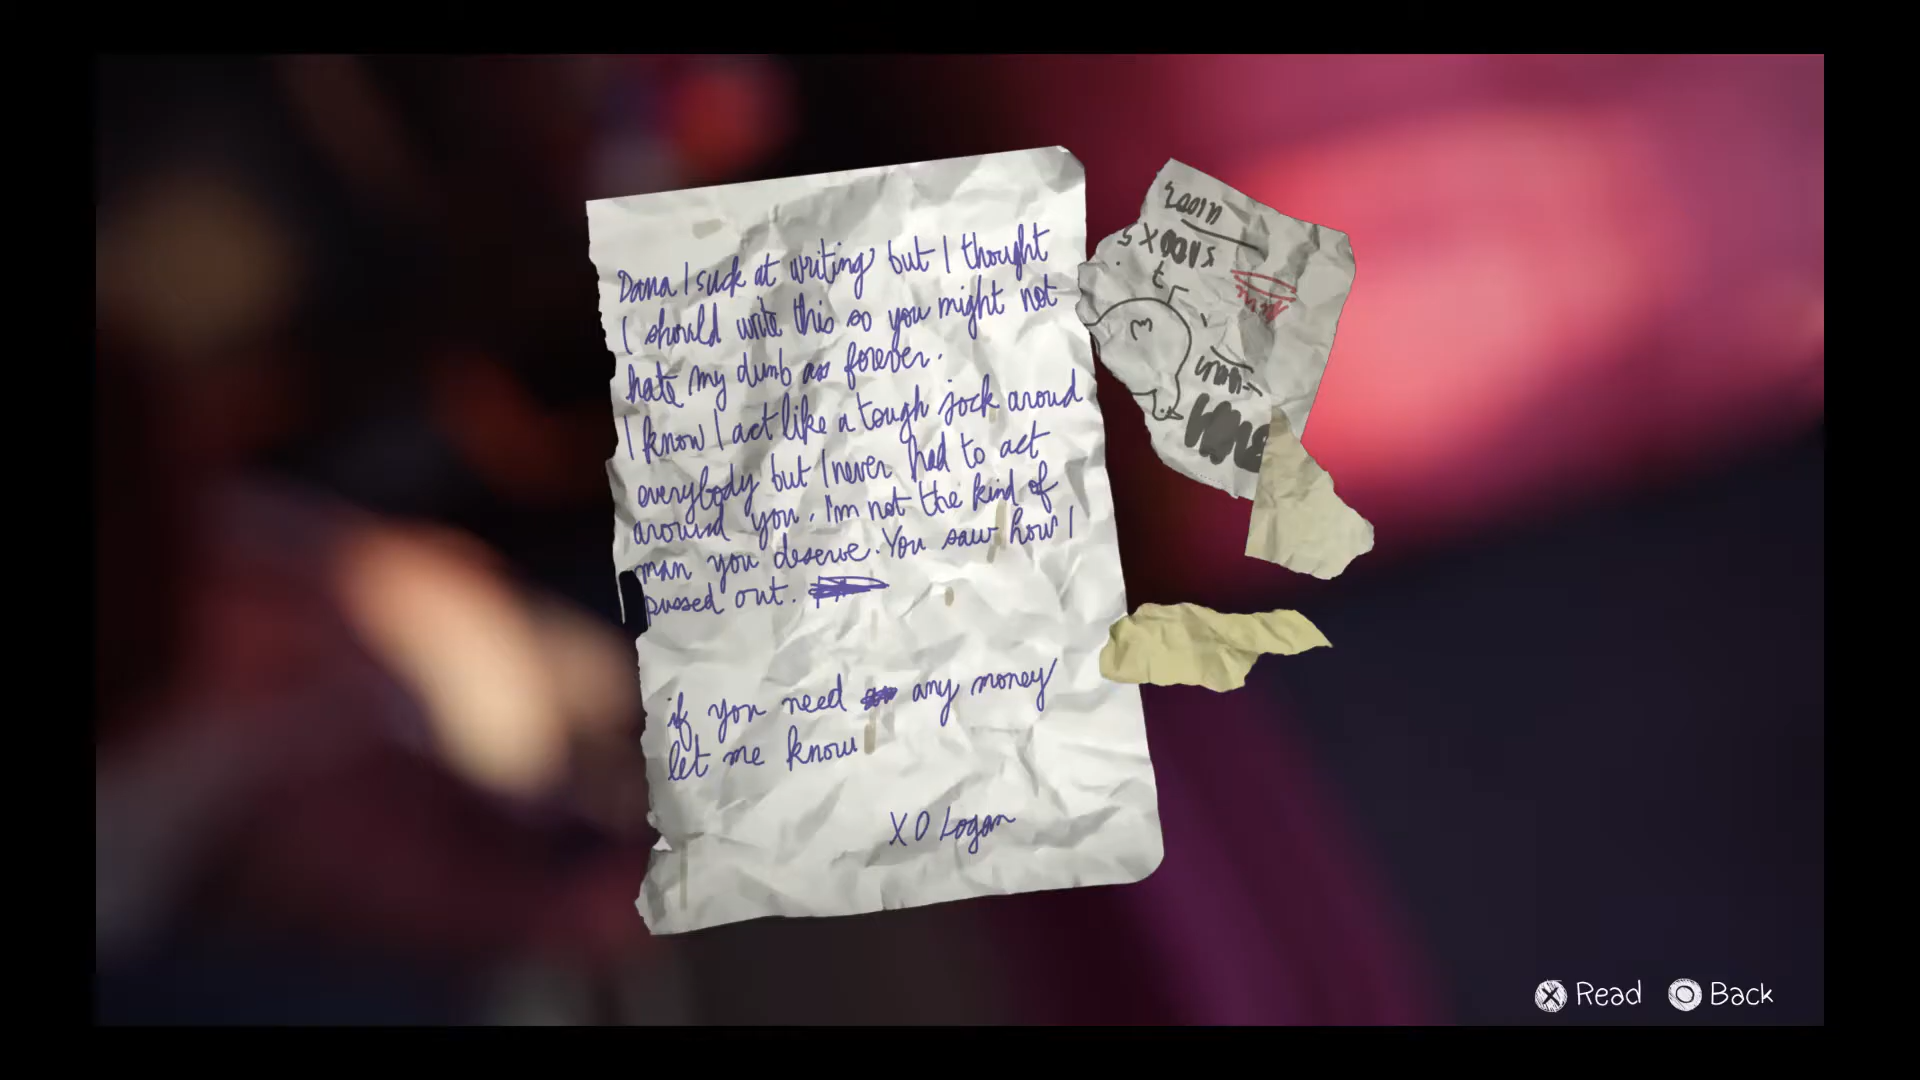 Dana I suck at writing but I thought
I should write this so you might not
hate my dumb ass forever.
I know I act like a tough jock aroud
everybody but I never had to act
around you. I'm not the kind of
man you deserve. You saw how I
pussed out.
if you need any money
let me know
XO Logan
Read
Back